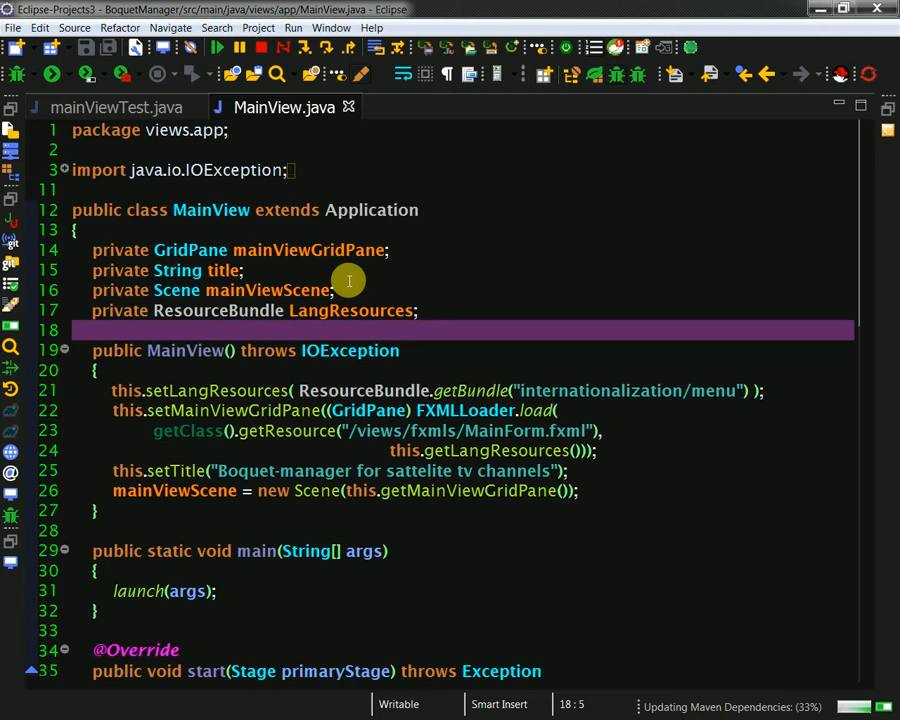 Eclipse-Projects3 - BoquetManager/src/main/java/views/app/MainView.java - Eclipse
File Edit Source Refactor Navigate Search Project Run Window Help
mainViewTest.java MainView.java
1 package views.app;
2
3 import java.io.IOException;
11
12 public class MainView extends Application
13 {
14 private GridPane mainViewGridPane;
15 private String title;
16 private Scene mainViewScene;
17 private ResourceBundle LangResources;
18
19 public MainView() throws IOException
20 {
21 this.setLangResources( ResourceBundle.getBundle("internationalization/menu") );
22 this.setMainViewGridPane((GridPane) FXMLLoader.load(
23 getClass().getResource("/views/fxmls/MainForm.fxml"),
24 this.getLangResources()));
25 this.setTitle("Boquet-manager for sattelite tv channels");
26 mainViewScene = new Scene(this.getMainViewGridPane());
27 }
28
29 public static void main(String[] args)
30 {
31 launch(args);
32 }
33
34 @Override
35 public void start(Stage primaryStage) throws Exception
Writable Smart Insert 18 : 5 Updating Maven Dependencies: (33%)